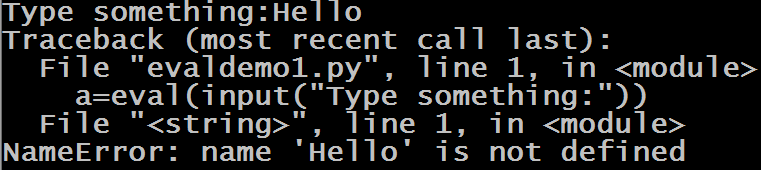 Type something:Hello
Traceback (most recent call last):
  File "evaldemo1.py", line 1, in <module>
    a=eval(input("Type something:"))
  File "<string>", line 1, in <module>
NameError: name 'Hello' is not defined